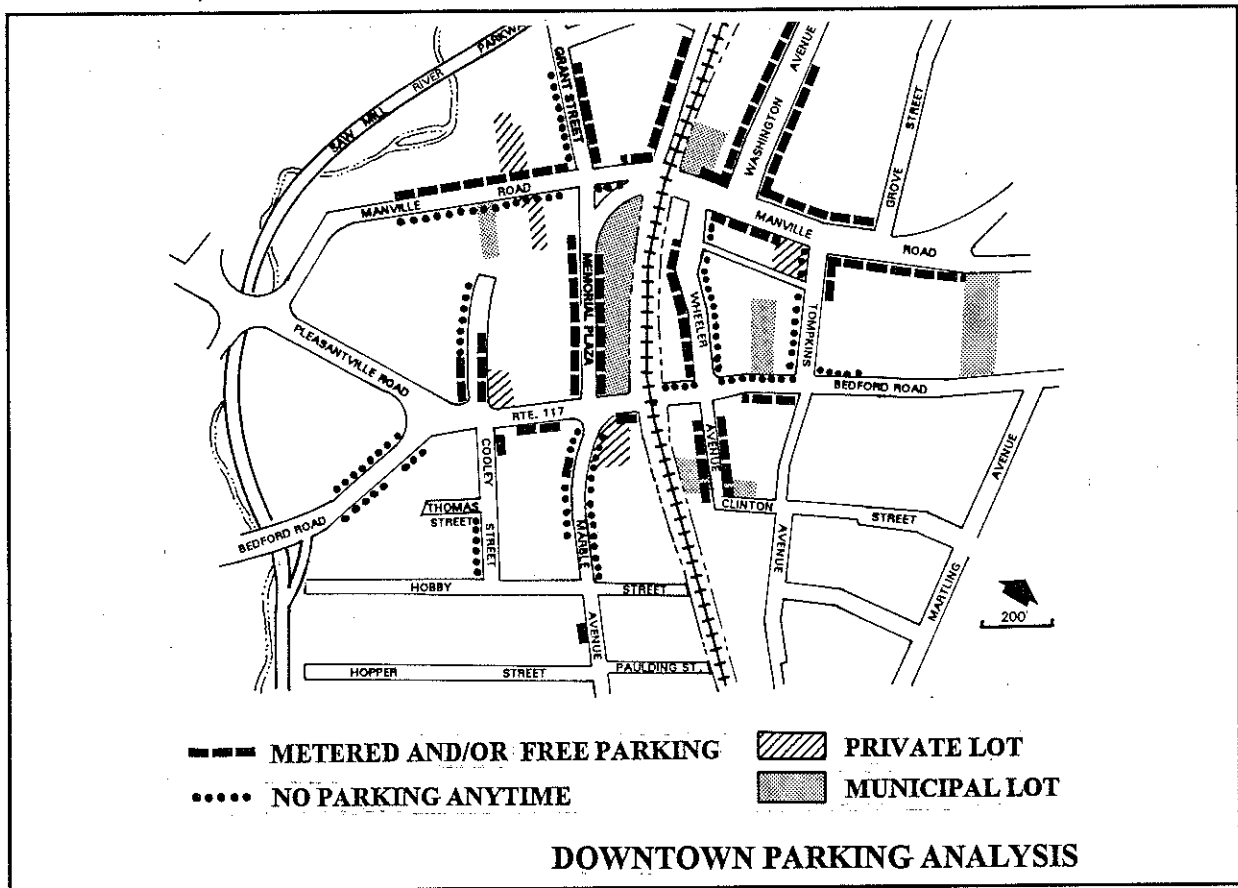 SAW MILL RIVER PARKWAY
GRANT STREET
WASHINGTON AVENUE
GROVE STREET
MANVILLE ROAD
MANVILLE ROAD
MEMORIAL PLAZA
WHEELER
TOMPKINS
PLEASANTVILLE ROAD
BEDFORD ROAD
RTE. 117
AVENUE
COOLEY STREET
THOMAS STREET
CLINTON STREET
BEDFORD ROAD
MARBLE AVENUE
AVENUE
AVENUE
MARTLING
HOBBY STREET
200'
HOPPER STREET
PAULDING ST.
METERED AND/OR FREE PARKING
PRIVATE LOT
NO PARKING ANYTIME
MUNICIPAL LOT
DOWNTOWN PARKING ANALYSIS